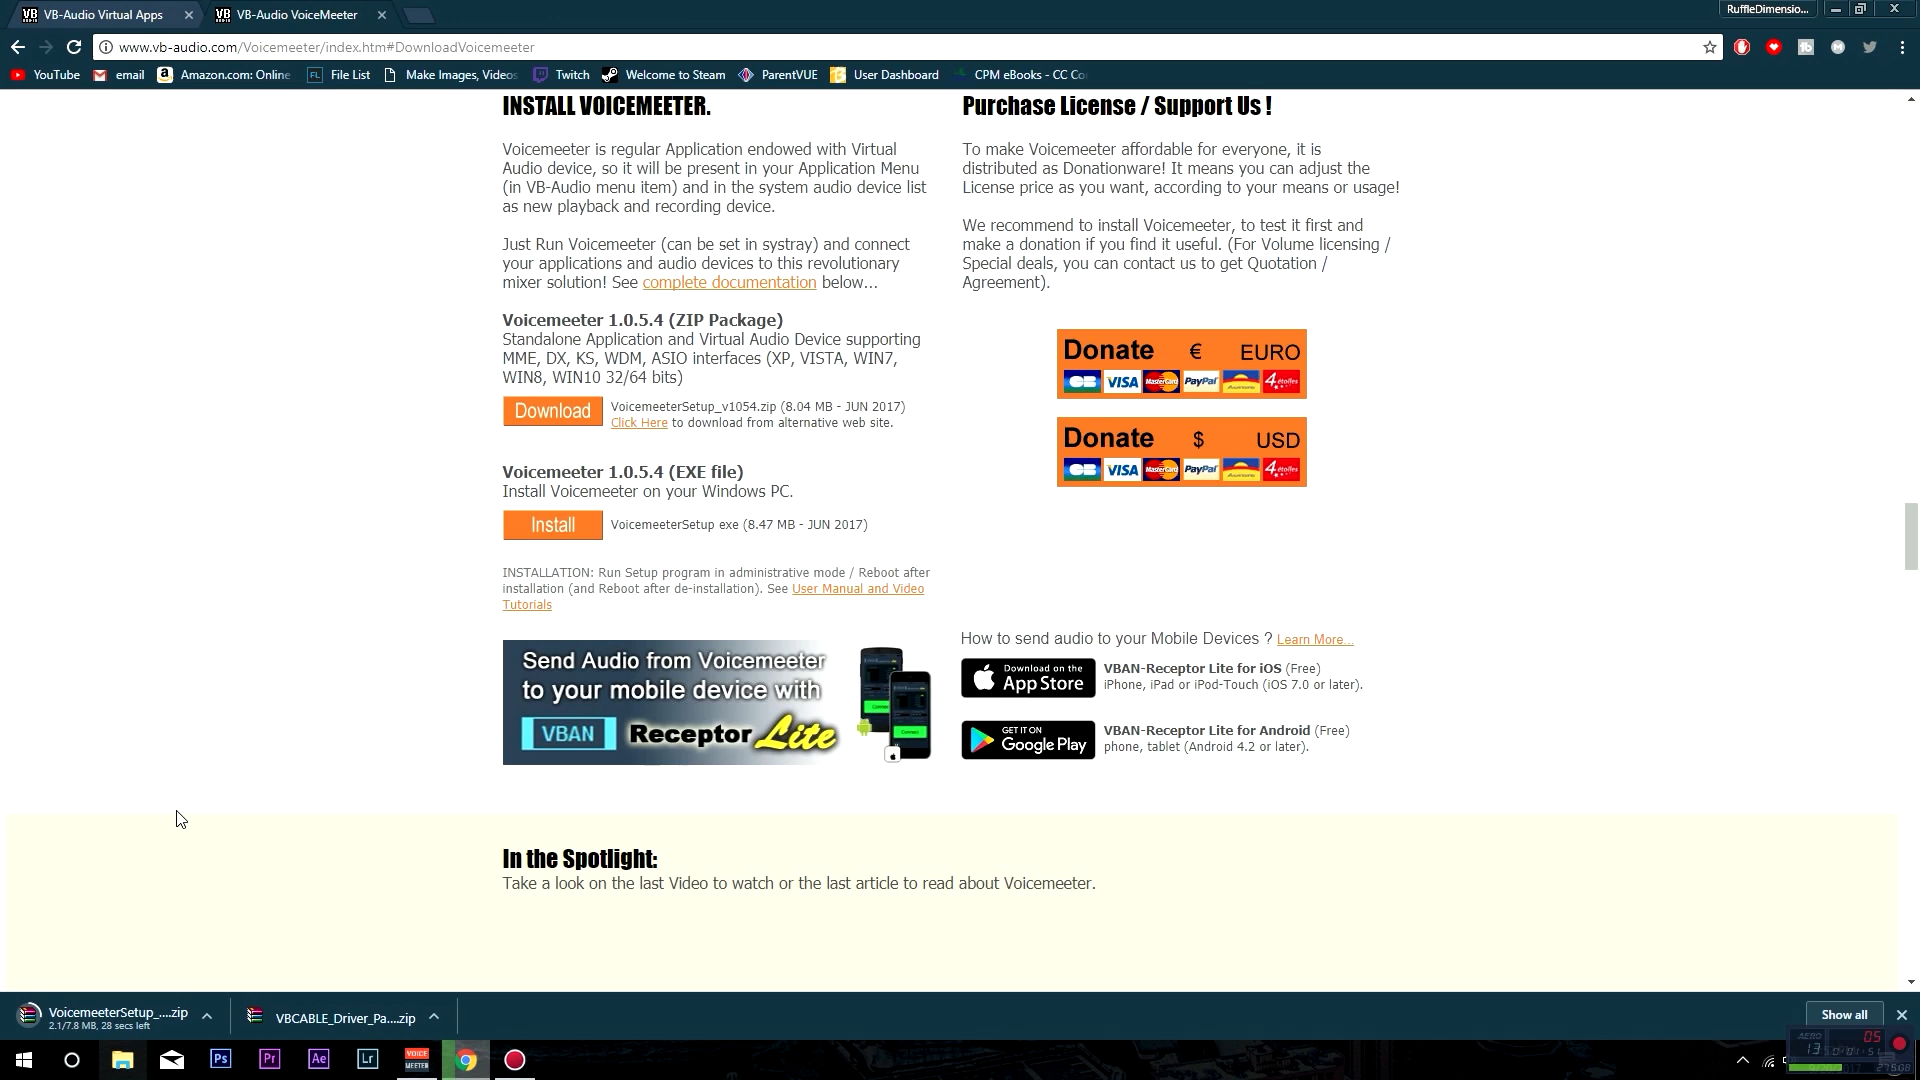 VB-Audio Virtual Apps
VB-Audio VoiceMeeter
RuffleDimensio...
www.vb-audio.com/Voicemeeter/index.htm#DownloadVoicemeeter
YouTube
email
Amazon.com: Online
File List
Make Images, Videos
Twitch
Welcome to Steam
ParentVUE
User Dashboard
CPM eBooks - CC Co
INSTALL VOICEMEETER.
Voicemeeter is regular Application endowed with Virtual
Audio device, so it will be present in your Application Menu
(in VB-Audio menu item) and in the system audio device list
as new playback and recording device.
Just Run Voicemeeter (can be set in systray) and connect
your applications and audio devices to this revolutionary
mixer solution! See complete documentation below...
Voicemeeter 1.0.5.4 (ZIP Package)
Standalone Application and Virtual Audio Device supporting
MME, DX, KS, WDM, ASIO interfaces (XP, VISTA, WIN7,
WIN8, WIN10 32/64 bits)
Download
VoicemeeterSetup_v1054.zip (8.04 MB - JUN 2017)
Click Here to download from alternative web site.
Voicemeeter 1.0.5.4 (EXE file)
Install Voicemeeter on your Windows PC.
Install
VoicemeeterSetup exe (8.47 MB - JUN 2017)
INSTALLATION: Run Setup program in administrative mode / Reboot after
installation (and Reboot after de-installation). See User Manual and Video
Tutorials
Purchase License / Support Us !
To make Voicemeeter affordable for everyone, it is
distributed as Donationware! It means you can adjust the
License price as you want, according to your means or usage!
We recommend to install Voicemeeter, to test it first and
make a donation if you find it useful. (For Volume licensing /
Special deals, you can contact us to get Quotation /
Agreement).
Donate € EURO
VISA MasterCard PayPal 4étoiles
Donate $ USD
VISA MasterCard PayPal 4étoiles
Send Audio from Voicemeeter
to your mobile device with
VBAN Receptor Lite
How to send audio to your Mobile Devices ? Learn More...
Download on the
App Store
VBAN-Receptor Lite for iOS (Free)
iPhone, iPad or iPod-Touch (iOS 7.0 or later).
GET IT ON
Google Play
VBAN-Receptor Lite for Android (Free)
phone, tablet (Android 4.2 or later).
In the Spotlight:
Take a look on the last Video to watch or the last article to read about Voicemeeter.
VoicemeeterSetup_....zip
2.1/7.8 MB, 28 secs left
VBCABLE_Driver_Pa....zip
Show all
Ps
Pr
Ae
Lr
VOICE
MEETER
AERO
05
13